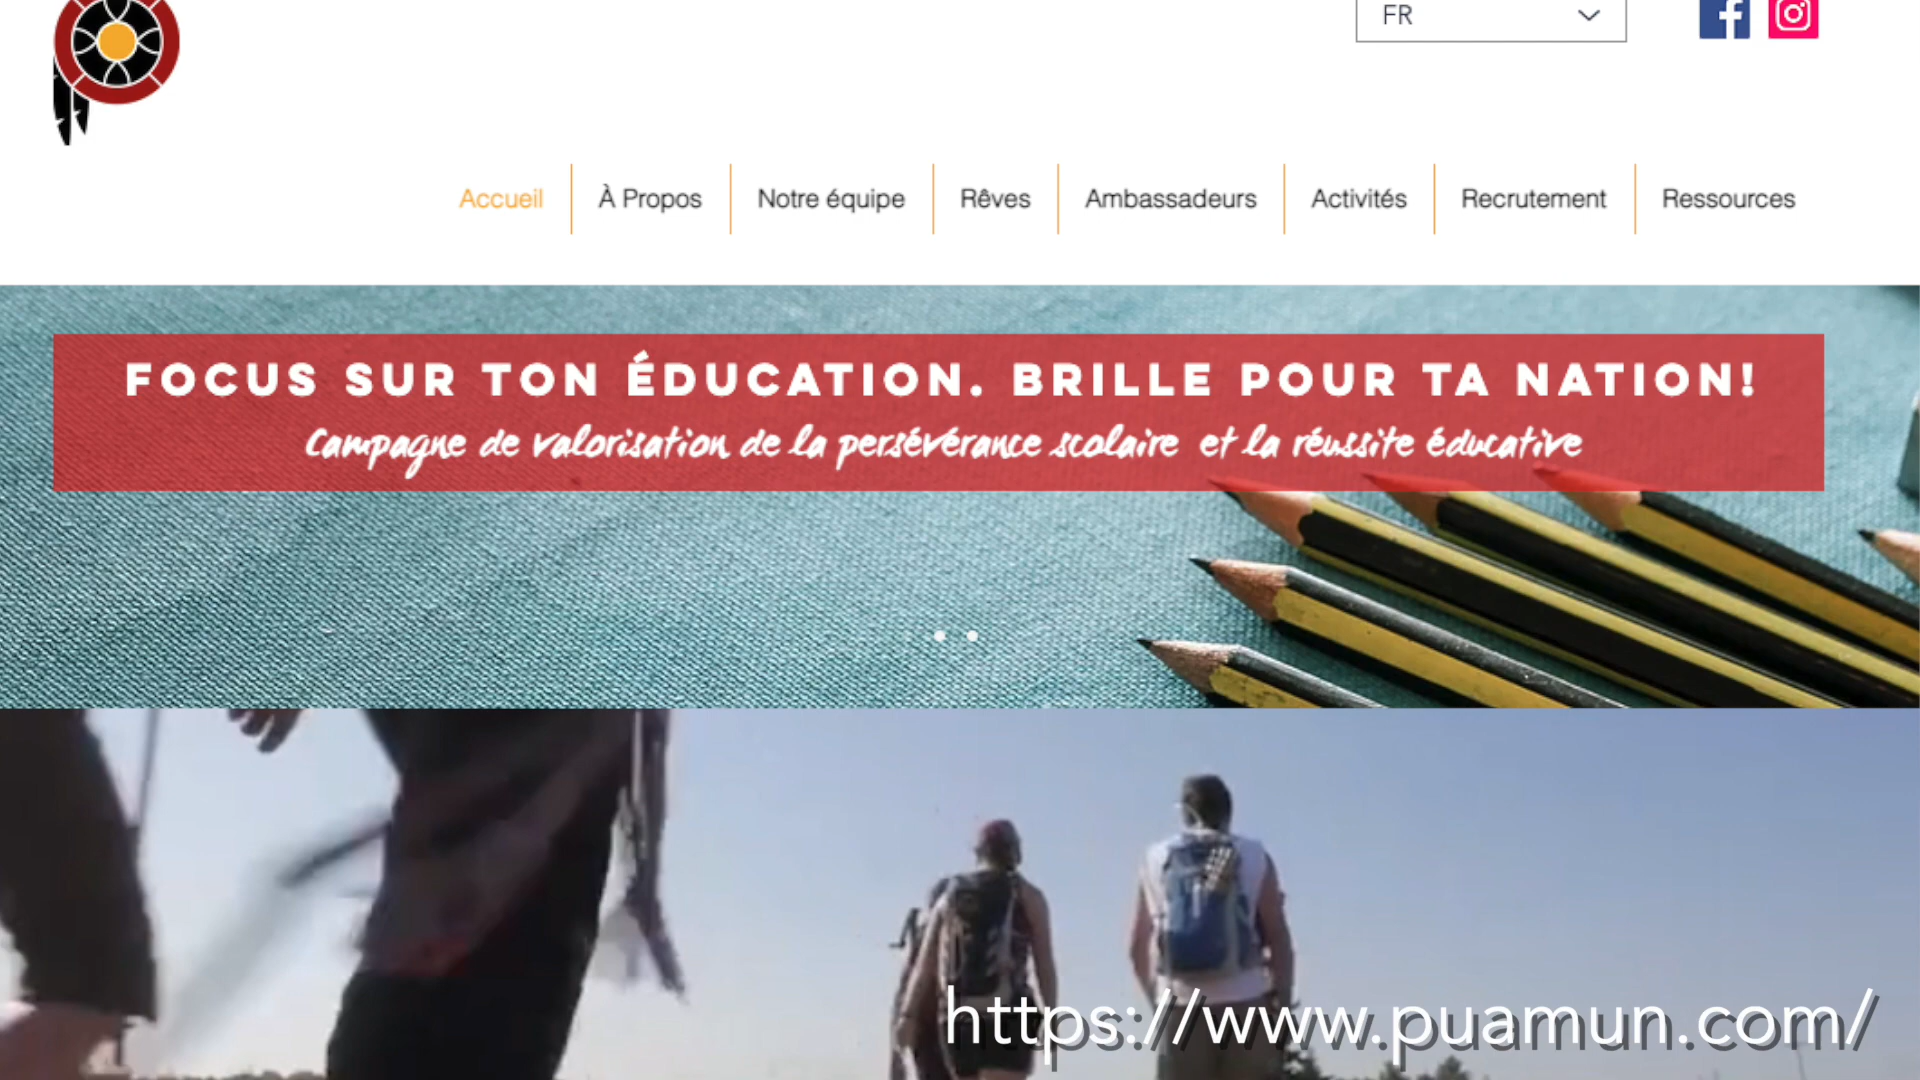 FR
Accueil
À Propos
Notre équipe
Rêves
Ambassadeurs
Activités
Recrutement
Ressources
FOCUS SUR TON ÉDUCATION. BRILLE POUR TA NATION!
Campagne de valorisation de la persévérance scolaire et la réussite éducative
https://www.puamun.com/